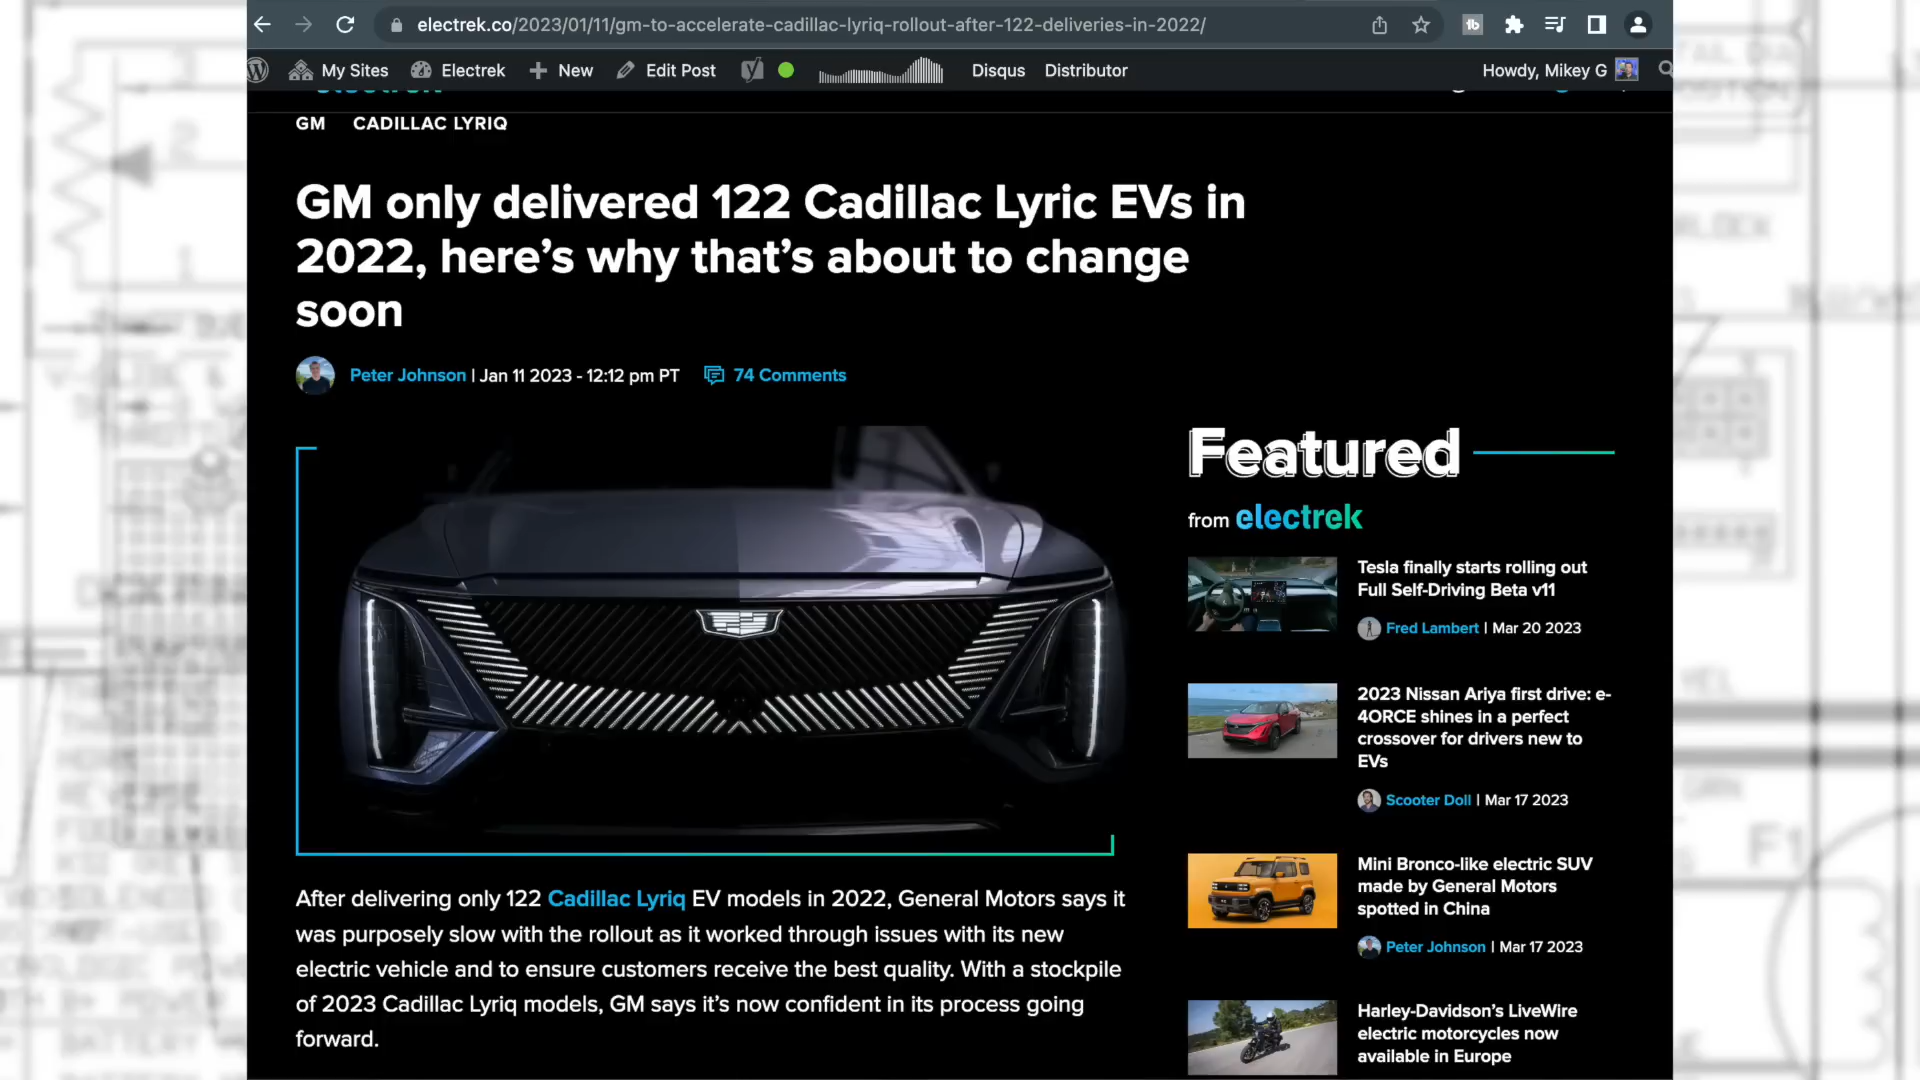 electrek.co/2023/01/11/gm-to-accelerate-cadillac-lyriq-rollout-after-122-deliveries-in-2022/
My Sites Electrek New Edit Post Disqus Distributor Howdy, Mikey G
GM CADILLAC LYRIQ
GM only delivered 122 Cadillac Lyric EVs in
2022, here's why that's about to change
soon
Peter Johnson | Jan 11 2023 - 12:12 pm PT 74 Comments
After delivering only 122 Cadillac Lyriq EV models in 2022, General Motors says it
was purposely slow with the rollout as it worked through issues with its new
electric vehicle and to ensure customers receive the best quality. With a stockpile
of 2023 Cadillac Lyriq models, GM says it's now confident in its process going
forward.
Featured
from electrek
Tesla finally starts rolling out
Full Self-Driving Beta v11
Fred Lambert | Mar 20 2023
2023 Nissan Ariya first drive: e-
4ORCE shines in a perfect
crossover for drivers new to
EVs
Scooter Doll | Mar 17 2023
Mini Bronco-like electric SUV
made by General Motors
spotted in China
Peter Johnson | Mar 17 2023
Harley-Davidson's LiveWire
electric motorcycles now
available in Europe